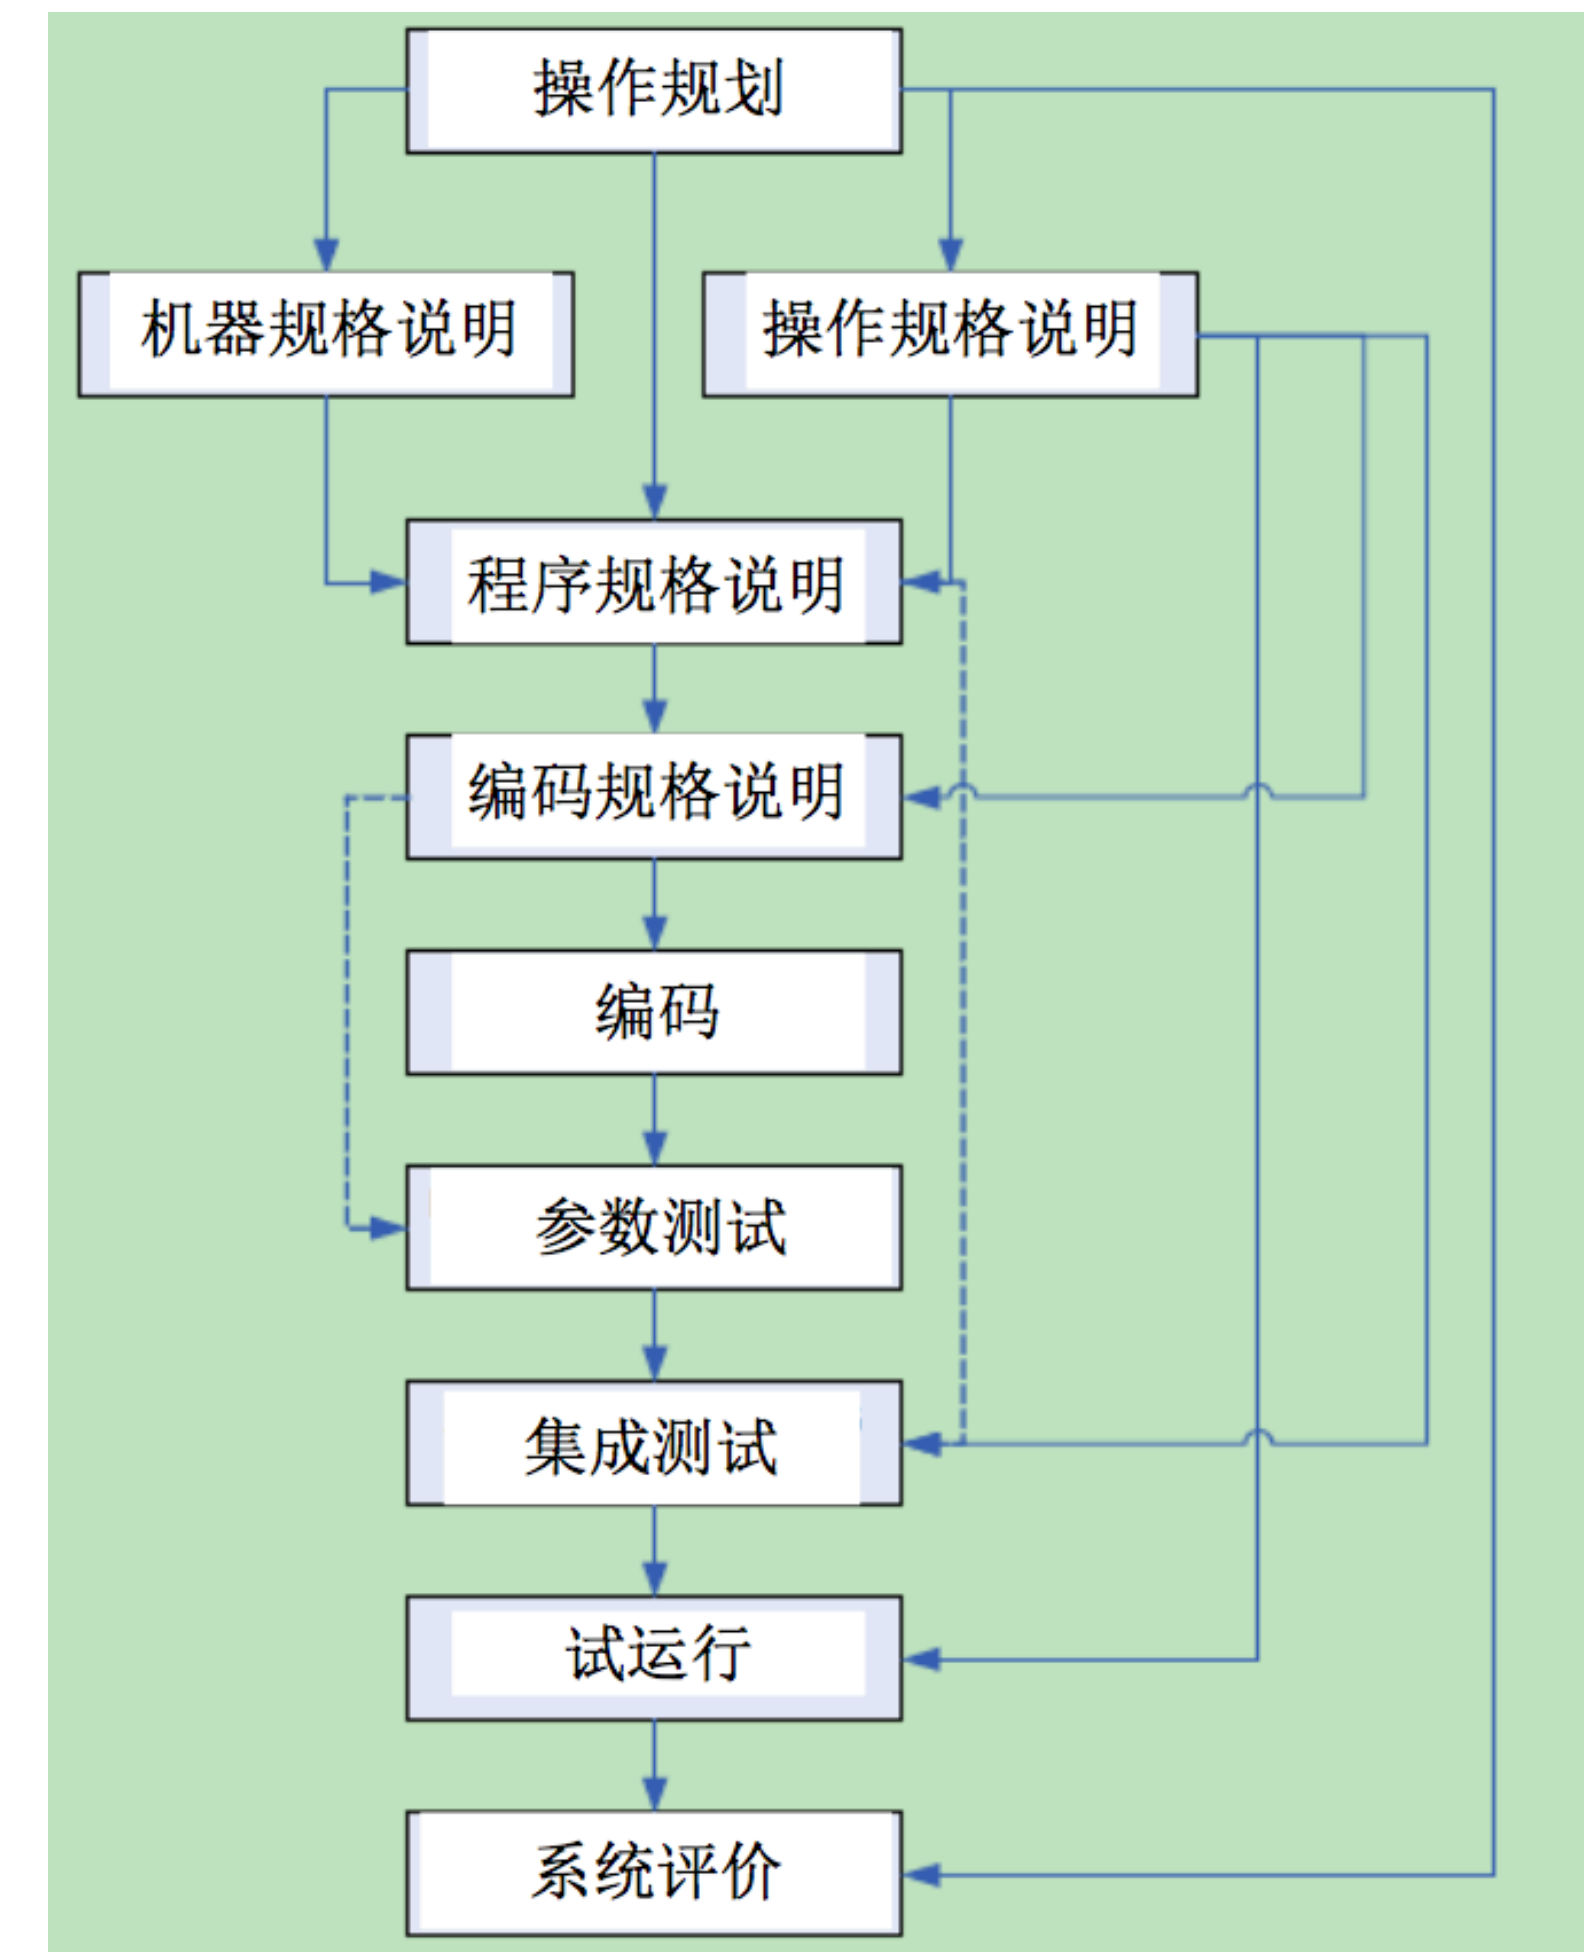 操作规划
机器规格说明
操作规格说明
程序规格说明
编码规格说明
编码
参数测试
集成测试
试运行
系统评价